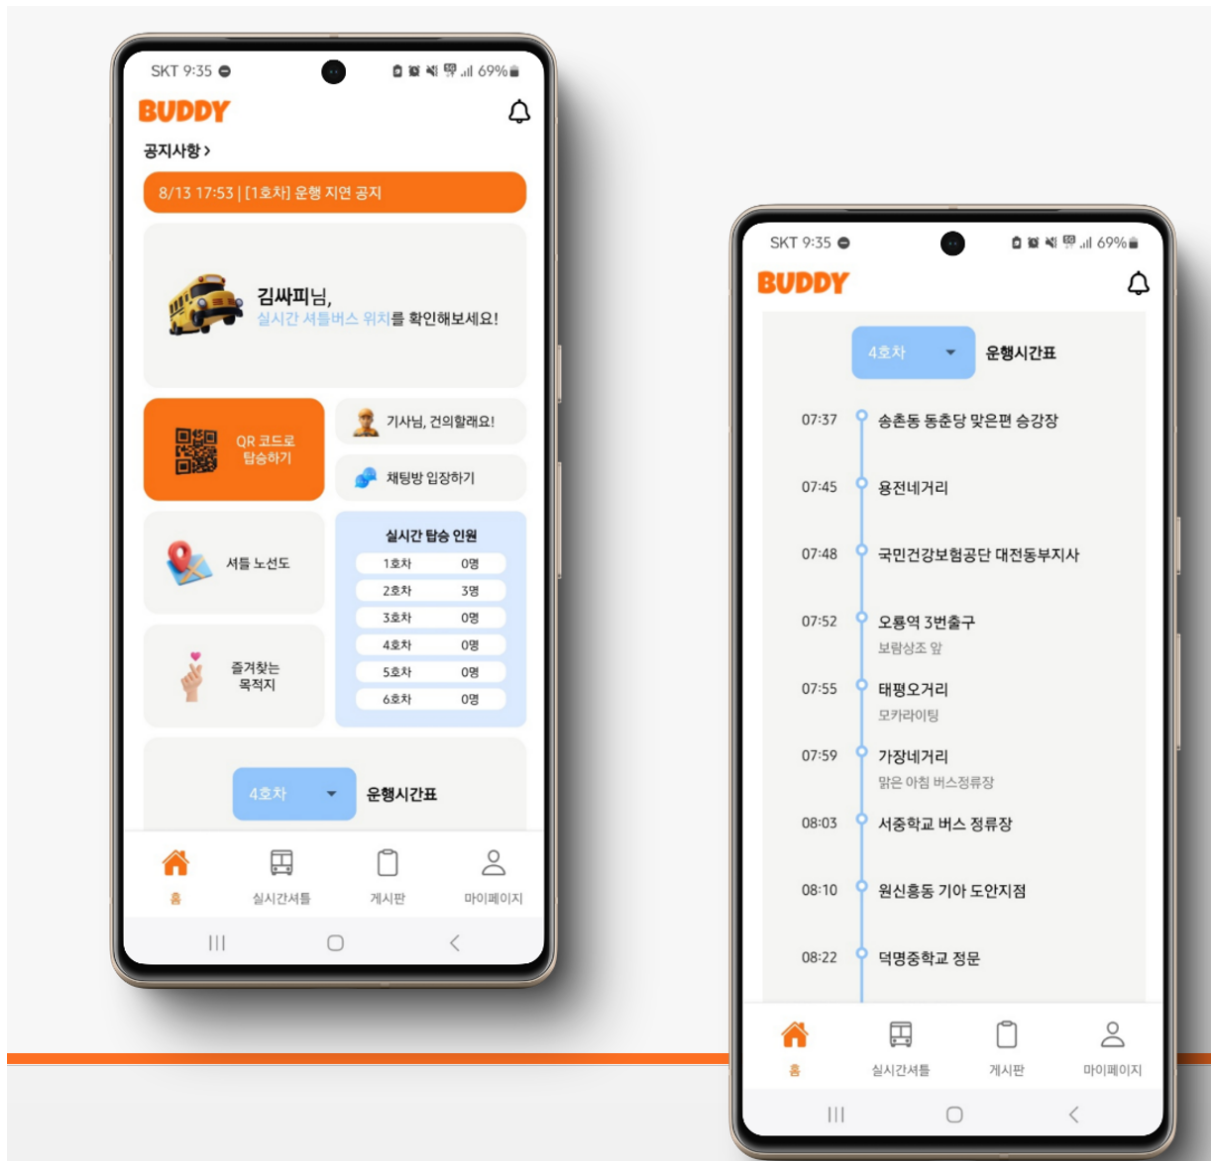 SKT 9:35
69%
BUDDY
공지사항 >
8/13 17:53 | [1호차] 운행 지연 공지
김싸피님,
실시간 셔틀버스 위치를 확인해보세요!
QR 코드로
탑승하기
기사님, 건의할래요!
채팅방 입장하기
셔틀 노선도
실시간 탑승 인원
1호차 0명
2호차 3명
3호차 0명
4호차 0명
5호차 0명
6호차 0명
즐겨찾는
목적지
4호차 운행시간표
홈 실시간셔틀 게시판 마이페이지
SKT 9:35
69%
BUDDY
4호차 운행시간표
07:37 송촌동 동춘당 맞은편 승강장
07:45 용전네거리
07:48 국민건강보험공단 대전동부지사
07:52 오룡역 3번출구
보람상조 앞
07:55 태평오거리
모카라이팅
07:59 가장네거리
맑은 아침 버스정류장
08:03 서중학교 버스 정류장
08:10 원신흥동 기아 도안지점
08:22 덕명중학교 정문
홈 실시간셔틀 게시판 마이페이지